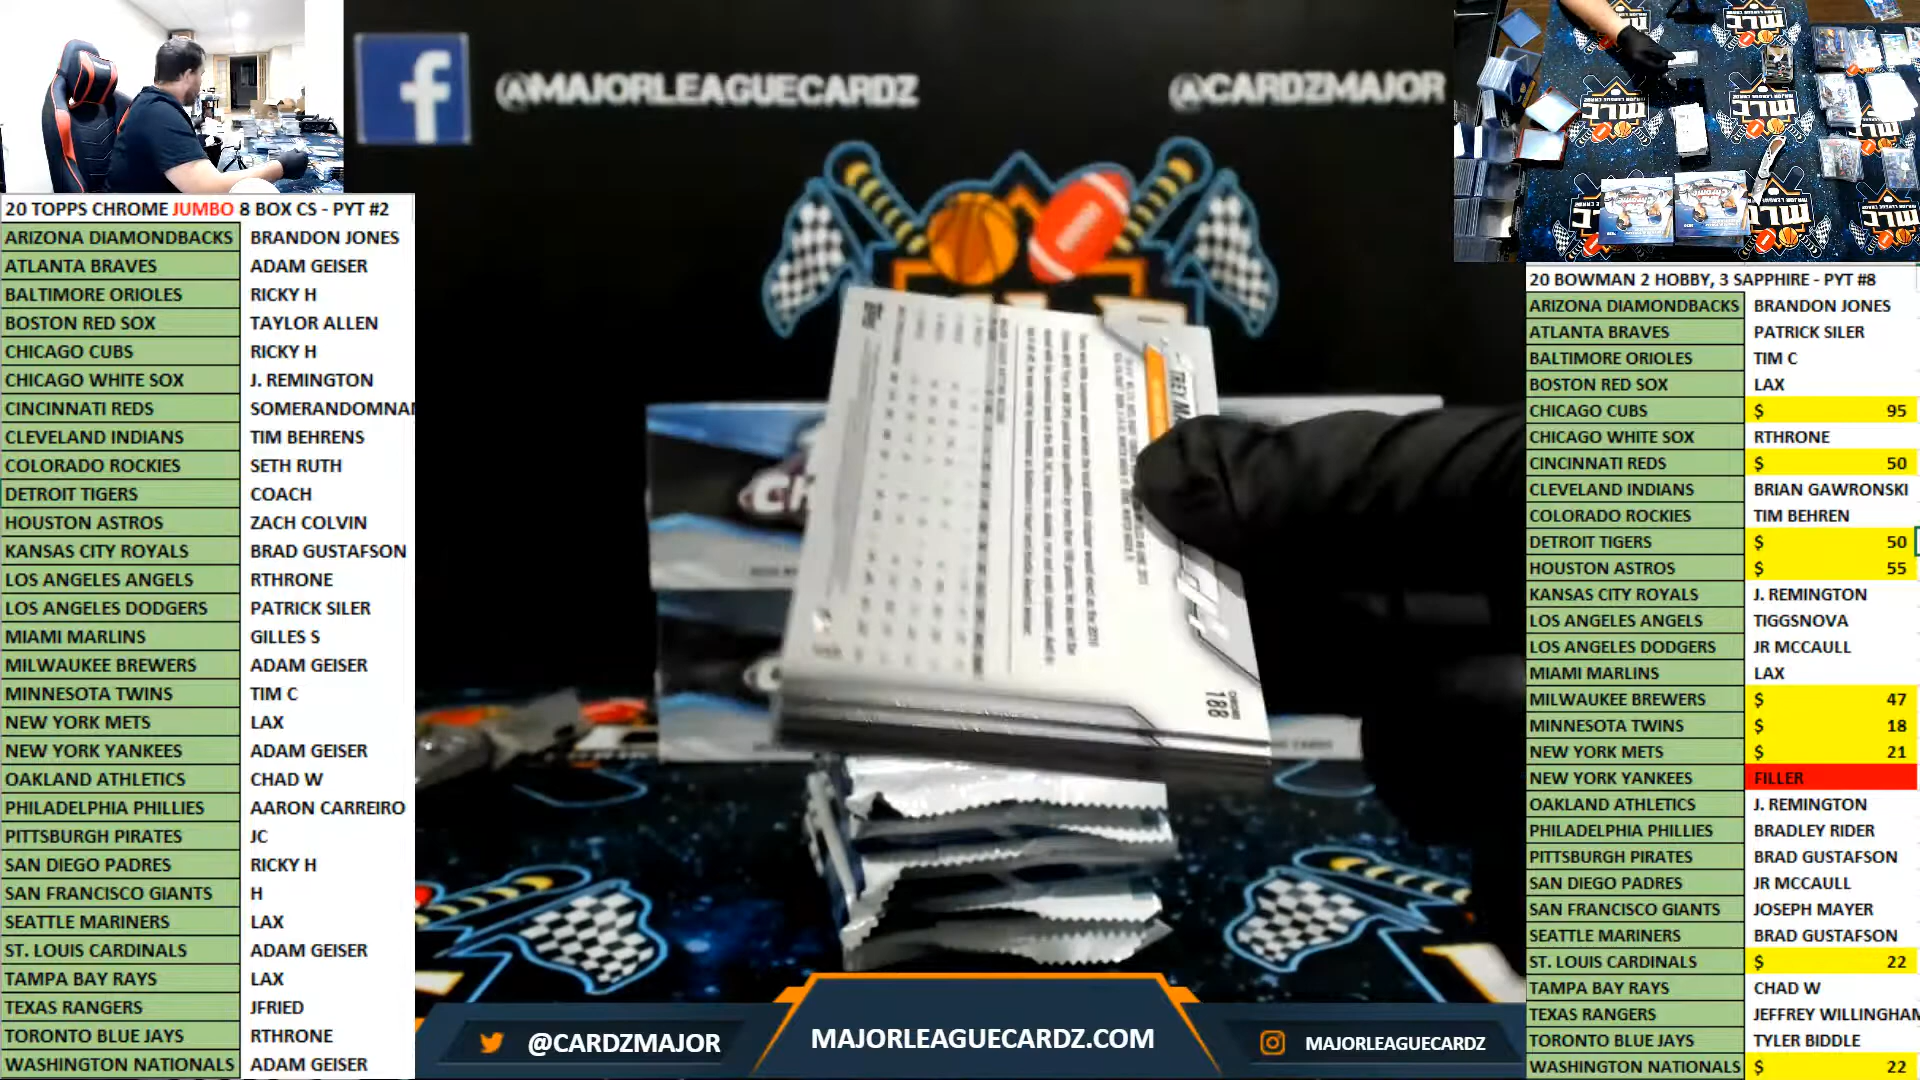 @MAJORLEAGUECARDZ
@CARDZMAJOR
20 TOPPS CHROME JUMBO 8 BOX CS - PYT #2
ARIZONA DIAMONDBACKS BRANDON JONES
ATLANTA BRAVES ADAM GEISER
BALTIMORE ORIOLES RICKY H
BOSTON RED SOX TAYLOR ALLEN
CHICAGO CUBS RICKY H
CHICAGO WHITE SOX J. REMINGTON
CINCINNATI REDS SOMERANDOMNA
CLEVELAND INDIANS TIM BEHRENS
COLORADO ROCKIES SETH RUTH
DETROIT TIGERS COACH
HOUSTON ASTROS ZACH COLVIN
KANSAS CITY ROYALS BRAD GUSTAFSON
LOS ANGELES ANGELS RTHRONE
LOS ANGELES DODGERS PATRICK SILER
MIAMI MARLINS GILLES S
MILWAUKEE BREWERS ADAM GEISER
MINNESOTA TWINS TIM C
NEW YORK METS LAX
NEW YORK YANKEES ADAM GEISER
OAKLAND ATHLETICS CHAD W
PHILADELPHIA PHILLIES AARON CARREIRO
PITTSBURGH PIRATES JC
SAN DIEGO PADRES RICKY H
SAN FRANCISCO GIANTS H
SEATTLE MARINERS LAX
ST. LOUIS CARDINALS ADAM GEISER
TAMPA BAY RAYS LAX
TEXAS RANGERS JFRIED
TORONTO BLUE JAYS RTHRONE
WASHINGTON NATIONALS ADAM GEISER
188
@CARDZMAJOR
MAJORLEAGUECARDZ.COM
MAJORLEAGUECARDZ
20 BOWMAN 2 HOBBY, 3 SAPPHIRE - PYT #8
ARIZONA DIAMONDBACKS BRANDON JONES
ATLANTA BRAVES PATRICK SILER
BALTIMORE ORIOLES TIM C
BOSTON RED SOX LAX
CHICAGO CUBS $ 95
CHICAGO WHITE SOX RTHRONE
CINCINNATI REDS $ 50
CLEVELAND INDIANS BRIAN GAWRONSKI
COLORADO ROCKIES TIM BEHREN
DETROIT TIGERS $ 50
HOUSTON ASTROS $ 55
KANSAS CITY ROYALS J. REMINGTON
LOS ANGELES ANGELS TIGGSNOVA
LOS ANGELES DODGERS JR MCCAULL
MIAMI MARLINS LAX
MILWAUKEE BREWERS $ 47
MINNESOTA TWINS $ 18
NEW YORK METS $ 21
NEW YORK YANKEES FILLER
OAKLAND ATHLETICS J. REMINGTON
PHILADELPHIA PHILLIES BRADLEY RIDER
PITTSBURGH PIRATES BRAD GUSTAFSON
SAN DIEGO PADRES JR MCCAULL
SAN FRANCISCO GIANTS JOSEPH MAYER
SEATTLE MARINERS BRAD GUSTAFSON
ST. LOUIS CARDINALS $ 22
TAMPA BAY RAYS CHAD W
TEXAS RANGERS JEFFREY WILLINGHAM
TORONTO BLUE JAYS TYLER BIDDLE
WASHINGTON NATIONALS $ 22